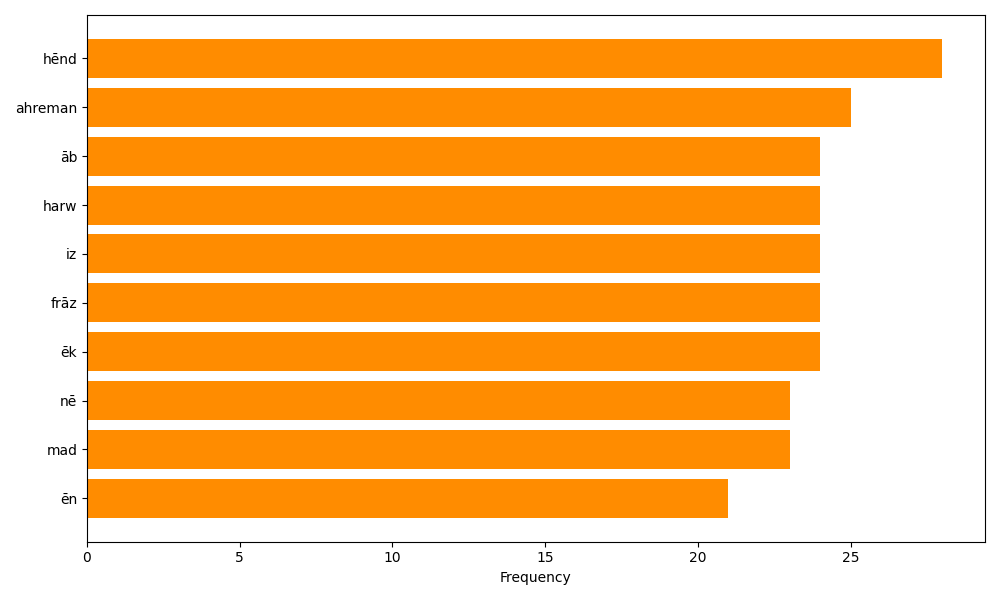 hēnd
ahreman
āb
harw
iz
frāz
ēk
nē
mad
ēn
0 5 10 15 20 25
Frequency